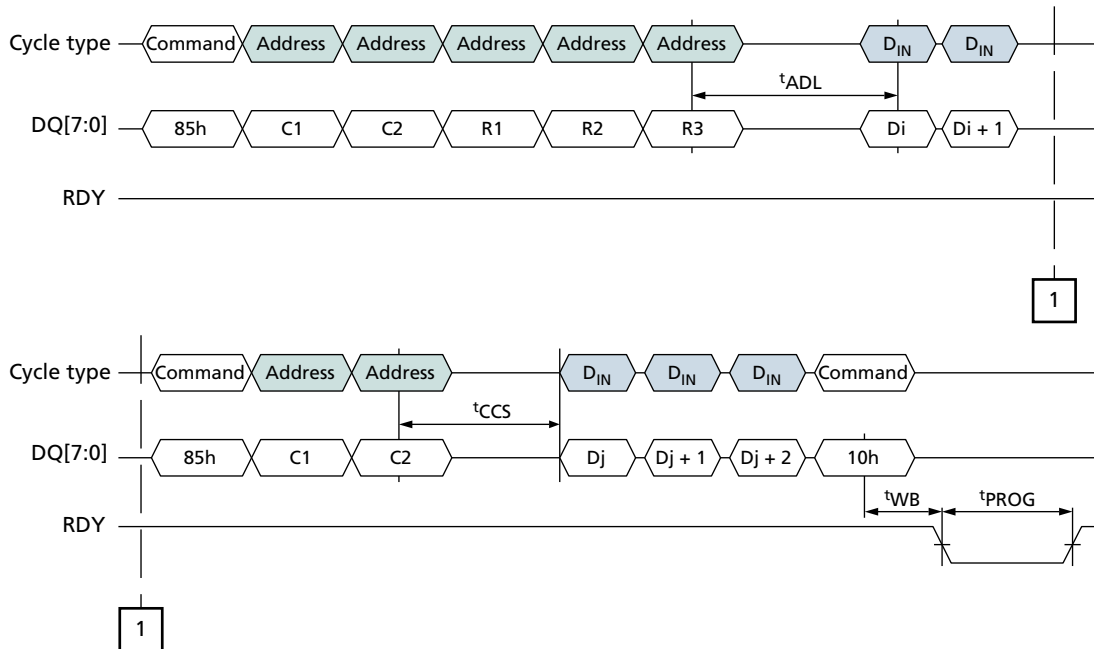 Cycle type Command Address Address Address Address Address DIN DIN
tADL
DQ[7:0] 85h C1 C2 R1 R2 R3 Di Di + 1
RDY
1
Cycle type Command Address Address DIN DIN DIN Command
tCCS
DQ[7:0] 85h C1 C2 Dj Dj + 1 Dj + 2 10h
tWB tPROG
RDY
1